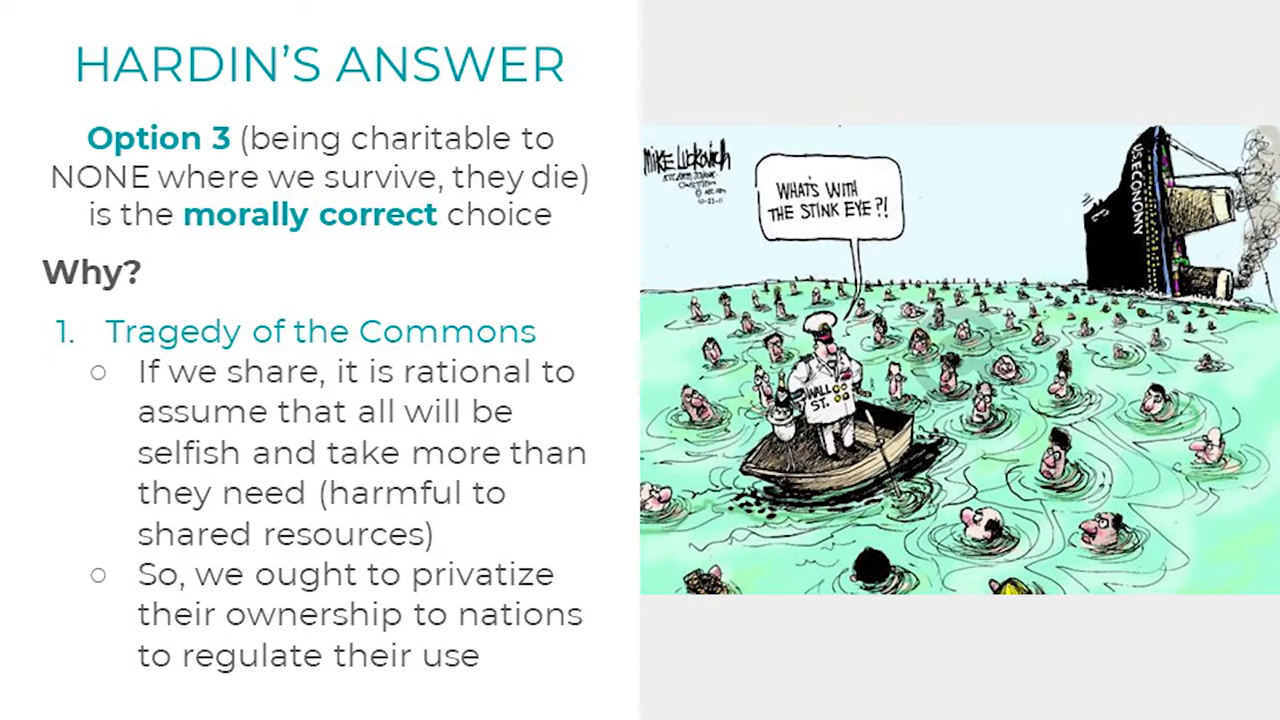 HARDIN'S ANSWER
Option 3 (being charitable to
NONE where we survive, they die)
is the morally correct choice
Why?
1. Tragedy of the Commons
○ If we share, it is rational to
assume that all will be
selfish and take more than
they need (harmful to
shared resources)
○ So, we ought to privatize
their ownership to nations
to regulate their use
MIKE LUCKOVICH
WHAT'S WITH
THE STINK EYE?!
U.S. ECONOMY
WALL
ST.